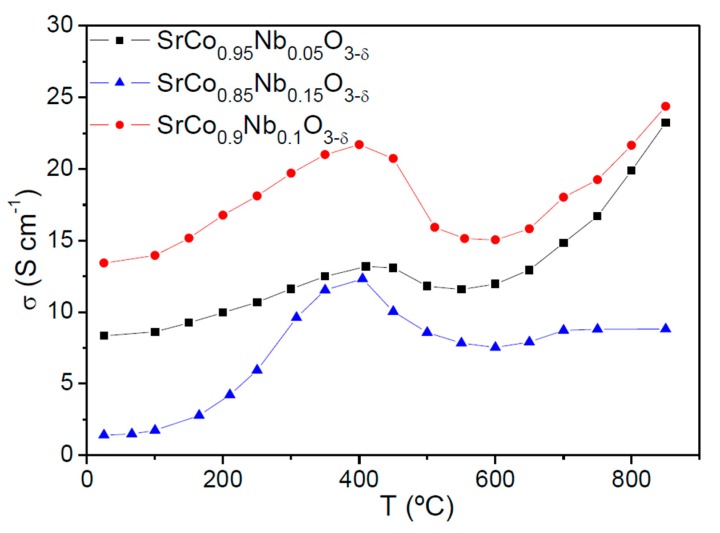 30
25
20
15
10
5
0
σ (S cm⁻¹)
SrCo₀.₉₅Nb₀.₀₅O₃₋δ
SrCo₀.₈₅Nb₀.₁₅O₃₋δ
SrCo₀.₉Nb₀.₁O₃₋δ
0 200 400 600 800
T (ºC)